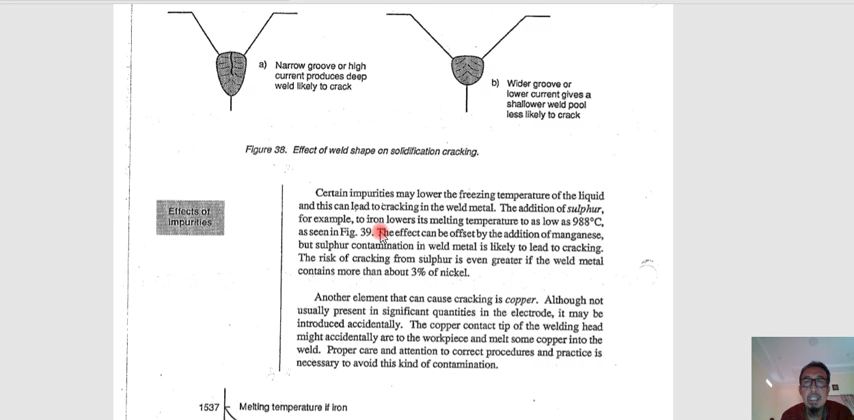 a) Narrow groove or high
current produces deep
weld likely to crack
b) Wider groove or
lower current gives a
shallower weld pool
less likely to crack
Figure 38. Effect of weld shape on solidification cracking.
Effects of
Impurities
Certain impurities may lower the freezing temperature of the liquid
and this can lead to cracking in the weld metal. The addition of sulphur,
for example, to iron lowers its melting temperature to as low as 988°C,
as seen in Fig. 39. The effect can be offset by the addition of manganese,
but sulphur contamination in weld metal is likely to lead to cracking.
The risk of cracking from sulphur is even greater if the weld metal
contains more than about 3% of nickel.
Another element that can cause cracking is copper. Although not
usually present in significant quantities in the electrode, it may be
introduced accidentally. The copper contact tip of the welding head
might accidentally arc to the workpiece and melt some copper into the
weld. Proper care and attention to correct procedures and practice is
necessary to avoid this kind of contamination.
1537 Melting temperature if iron